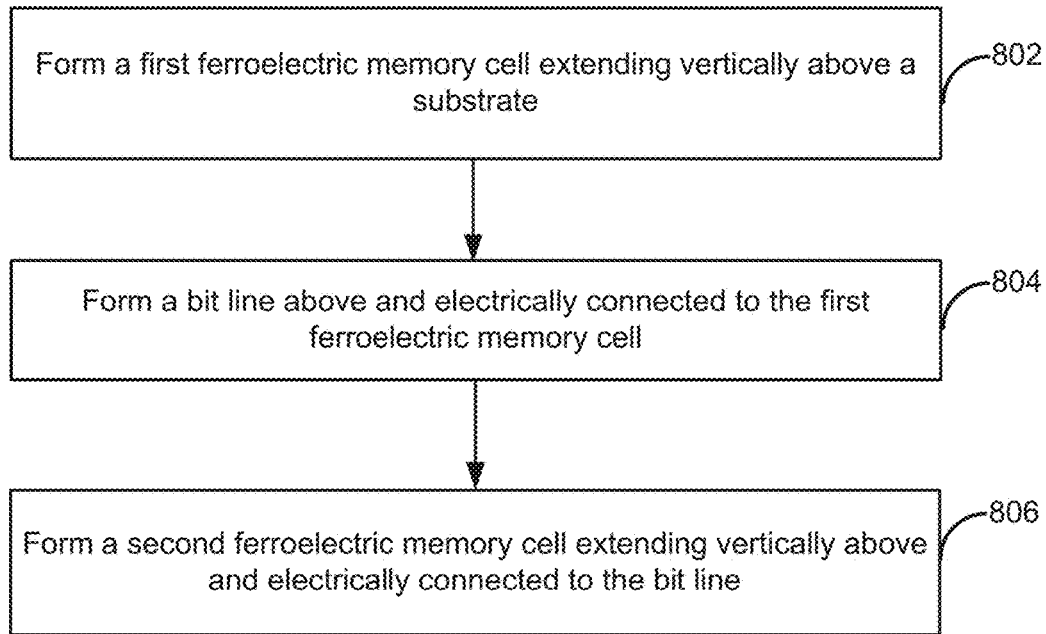 Form a first ferroelectric memory cell extending vertically above a
substrate
802
Form a bit line above and electrically connected to the first
ferroelectric memory cell
804
Form a second ferroelectric memory cell extending vertically above
and electrically connected to the bit line
806